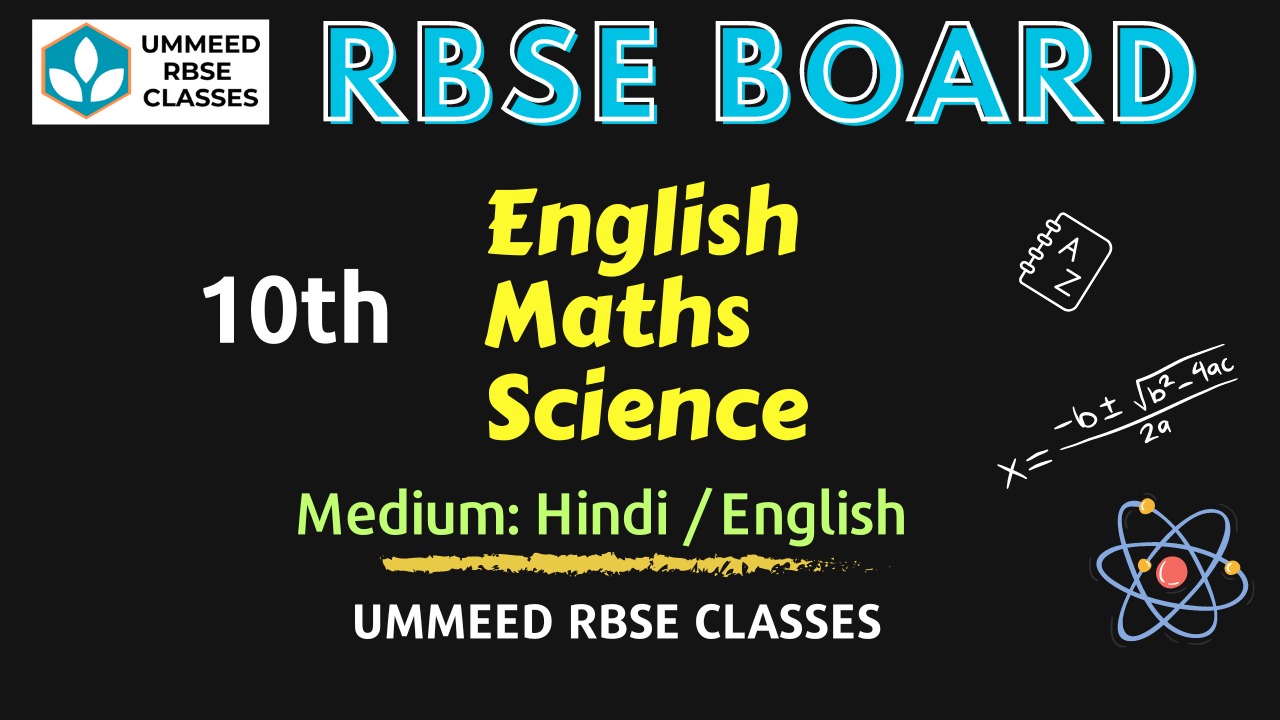 UMMEED
RBSE
CLASSES
RBSE BOARD
10th
English
Maths
Science
Medium: Hindi / English
UMMEED RBSE CLASSES
A
Z
x = -b ± √b² - 4ac
2a